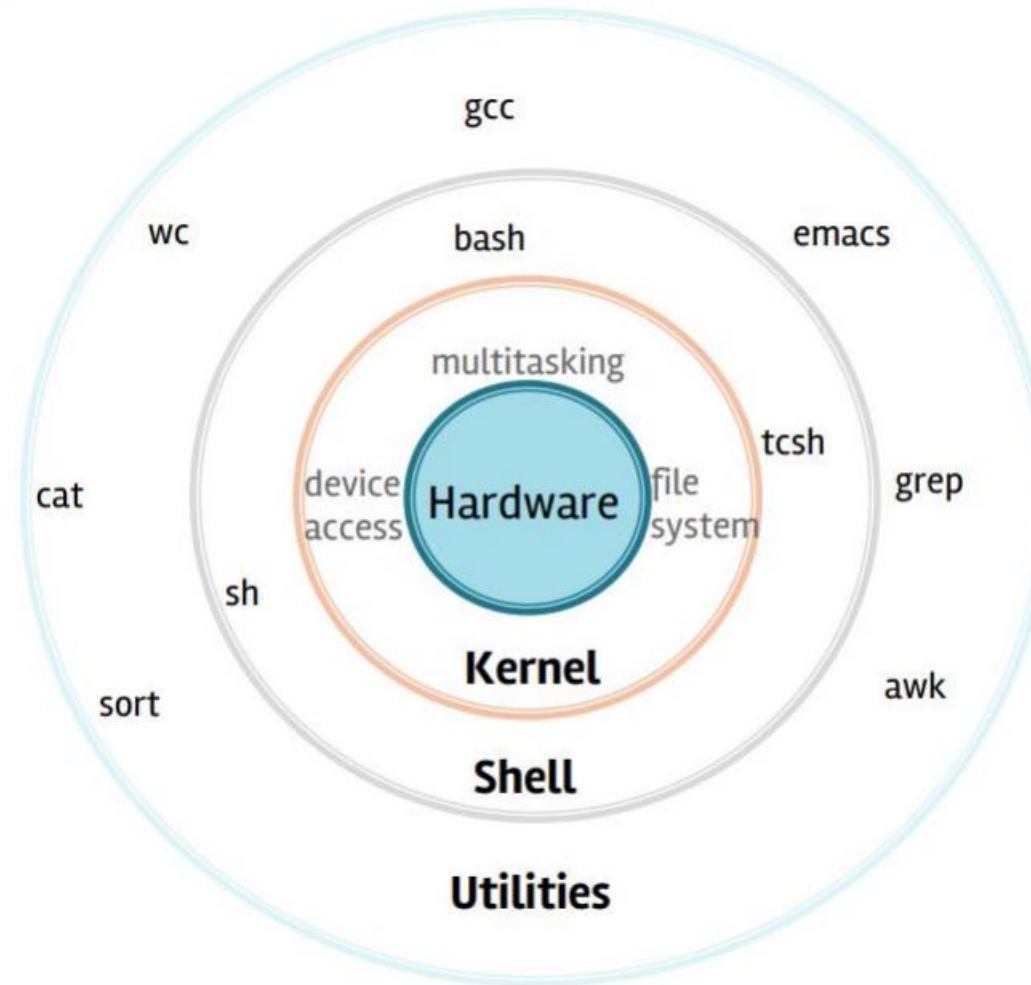 gcc
wc
bash
emacs
multitasking
tcsh
device
access
Hardware
file
system
cat
grep
sh
Kernel
sort
awk
Shell
Utilities